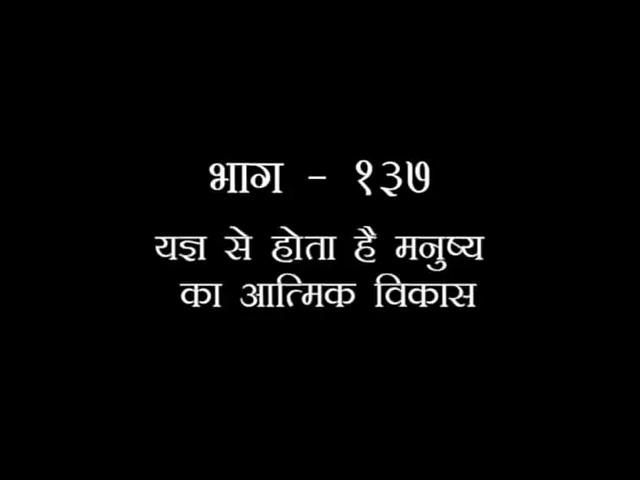 भाग - १३७
यज्ञ से होता है मनुष्य
का आत्मिक विकास